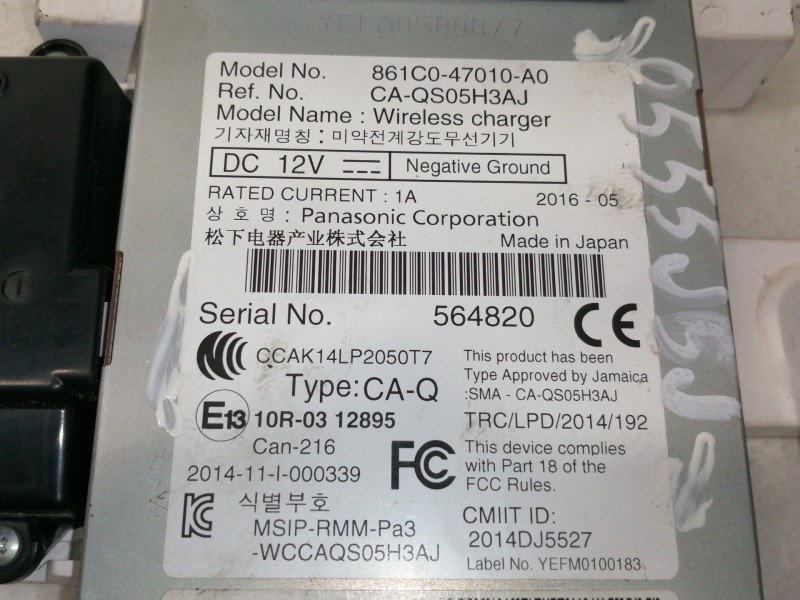 YEFA0500077
Model No. 861C0-47010-A0
Ref. No. CA-QS05H3AJ
Model Name : Wireless charger
기자재명칭 : 미약전계강도무선기기
DC 12V Negative Ground
RATED CURRENT : 1A 2016 - 05
상 호 명 : Panasonic Corporation
松下电器产业株式会社 Made in Japan
Serial No. 564820 CE
CCC CCAK14LP2050T7
Type: CA-Q
This product has been
Type Approved by Jamaica
:SMA - CA-QS05H3AJ
E13 10R-03 12895
TRC/LPD/2014/192
Can-216
2014-11-I-000339
FCC This device complies
with Part 18 of the
FCC Rules.
식별부호
MSIP-RMM-Pa3
-WCCAQS05H3AJ
CMIIT ID:
2014DJ5527
Label No. YEFM0100183